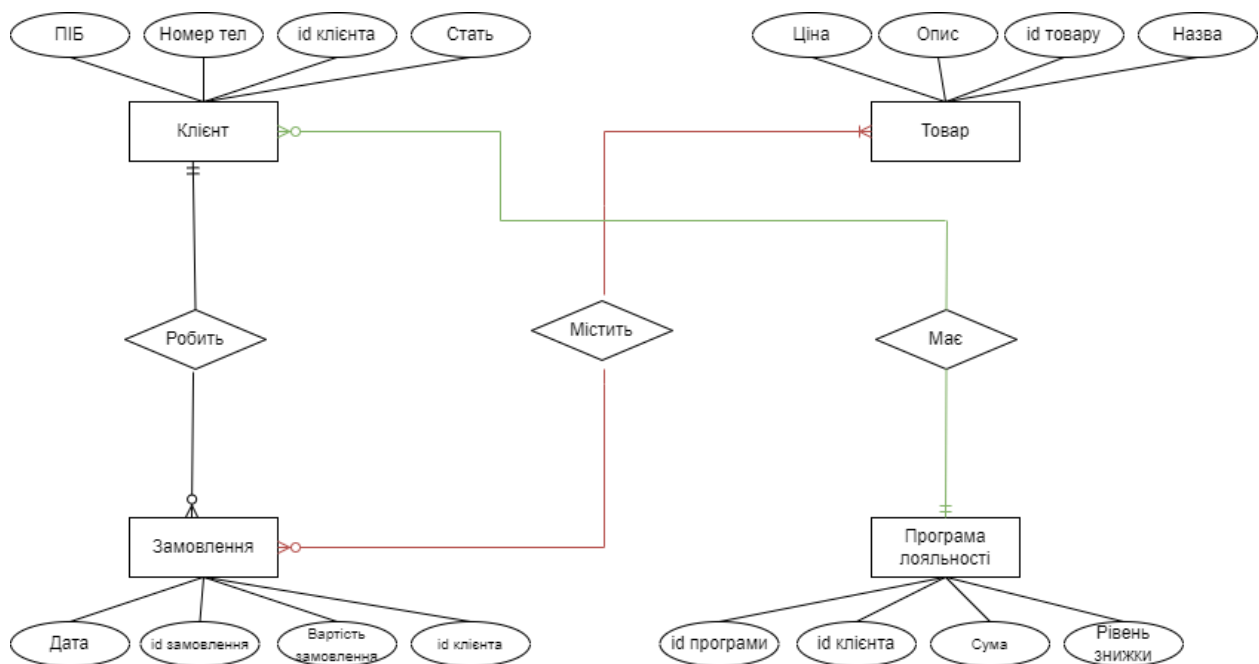 ПІБ
Номер тел
id клієнта
Стать
Ціна
Опис
id товару
Назва
Клієнт
Товар
Робить
Містить
Має
Замовлення
Програма
лояльності
Дата
id замовлення
Вартість
замовлення
id клієнта
id програми
id клієнта
Сума
Рівень
знижки